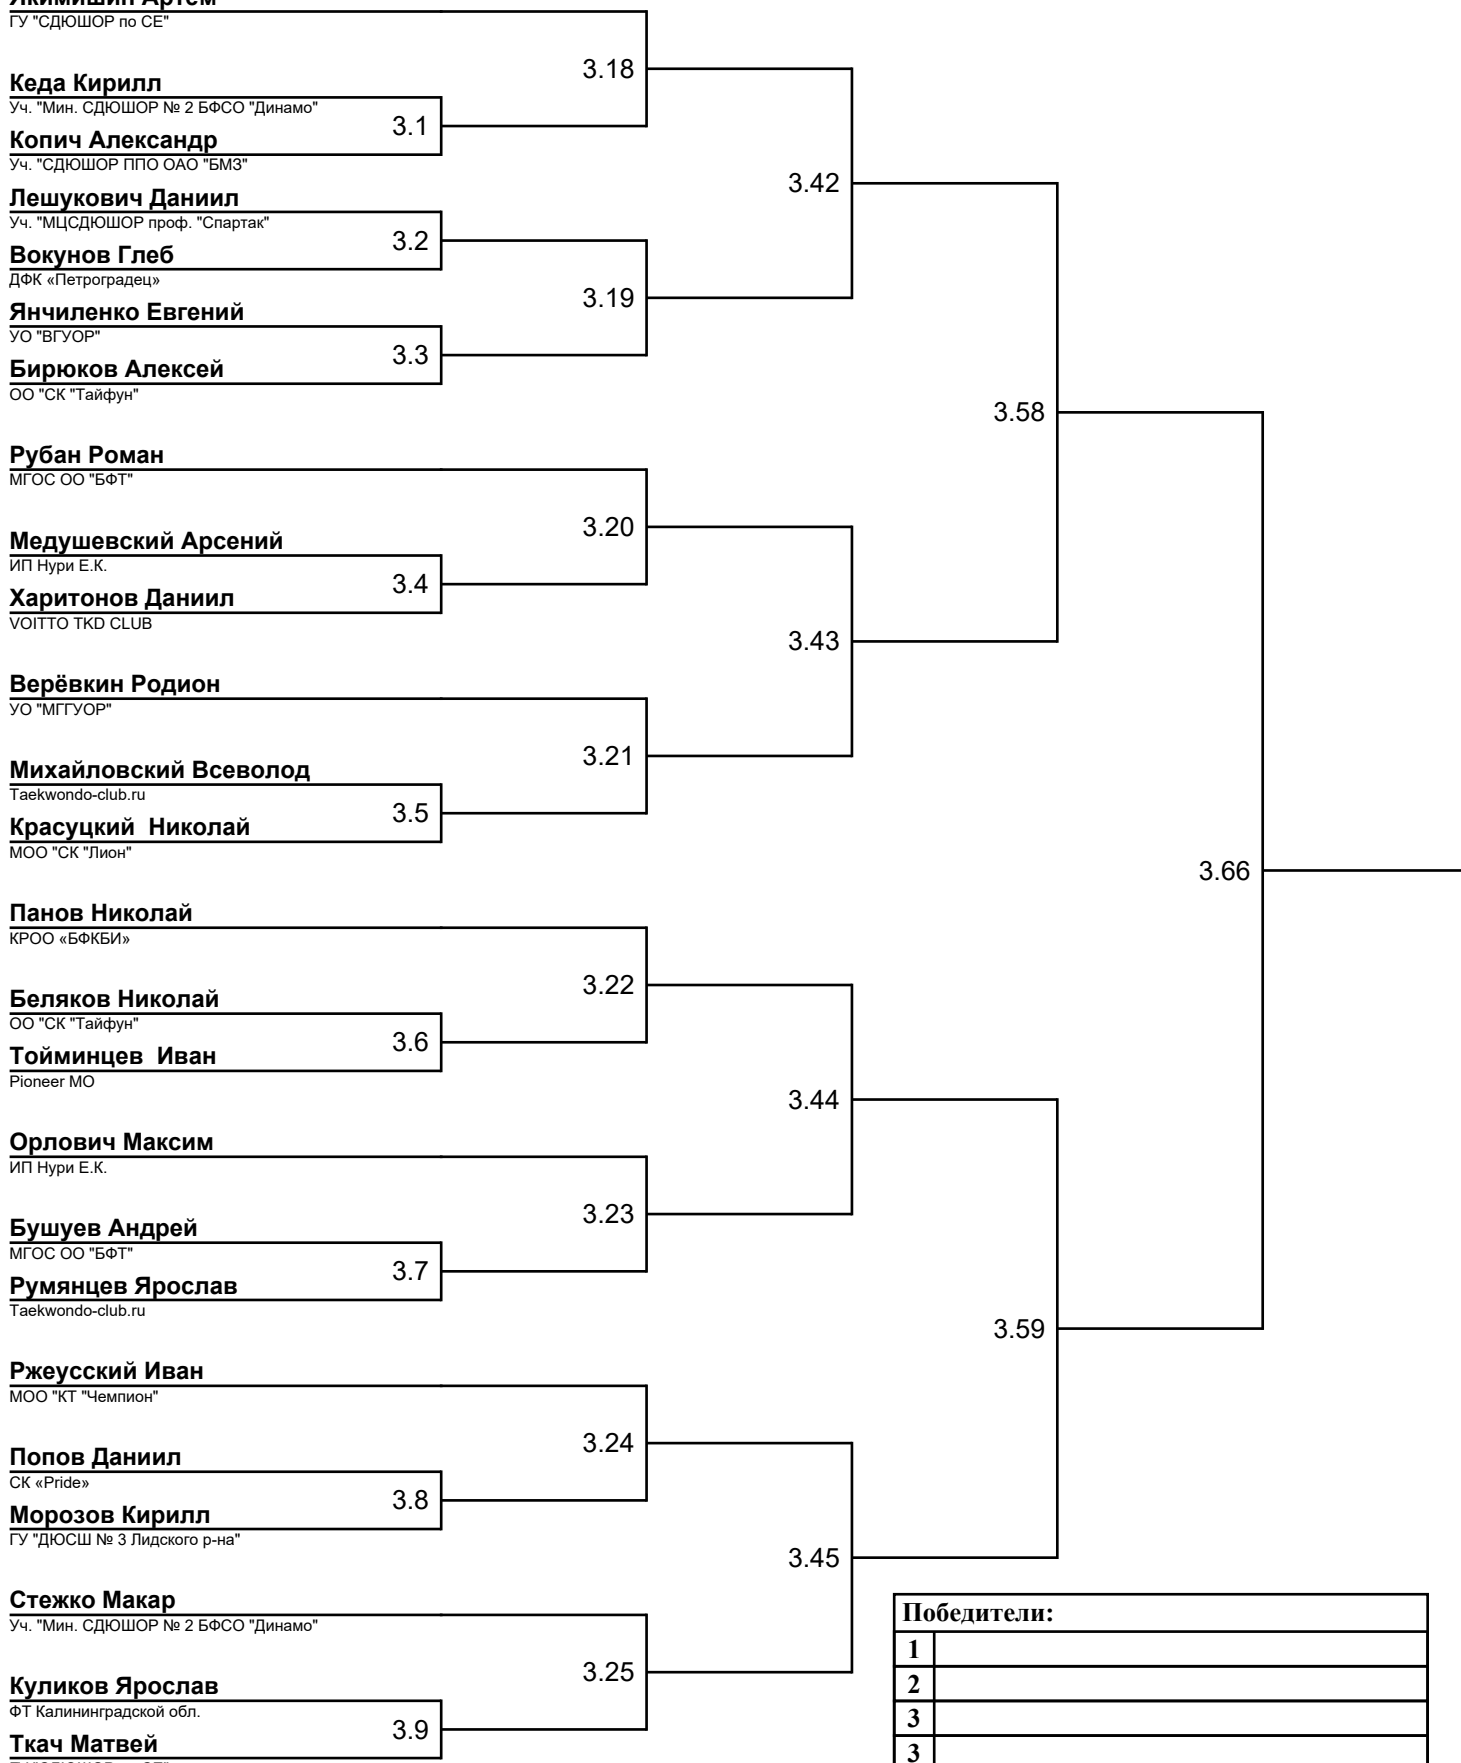 Якимишин Артём
ГУ "СДЮШОР по СЕ"
3.18
Кеда Кирилл
Уч. "Мин. СДЮШОР № 2 БФСО "Динамо"
3.1
Копич Александр
Уч. "СДЮШОР ППО ОАО "БМЗ"
3.42
Лешукович Даниил
Уч. "МЦСДЮШОР проф. "Спартак"
3.2
Вокунов Глеб
ДФК «Петроградец»
3.19
Янчиленко Евгений
УО "ВГУОР"
3.3
Бирюков Алексей
ОО "СК "Тайфун"
3.58
Рубан Роман
МГОС ОО "БФТ"
3.20
Медушевский Арсений
ИП Нури Е.К.
3.4
Харитонов Даниил
VOITTO TKD CLUB
3.43
Верёвкин Родион
УО "МГГУОР"
3.21
Михайловский Всеволод
Taekwondo-club.ru
3.5
Красуцкий  Николай
МОО "СК "Лион"
3.66
Панов Николай
КРОО «БФКБИ»
3.22
Беляков Николай
ОО "СК "Тайфун"
3.6
Тойминцев  Иван
Pioneer МО
3.44
Орлович Максим
ИП Нури Е.К.
3.23
Бушуев Андрей
МГОС ОО "БФТ"
3.7
Румянцев Ярослав
Taekwondo-club.ru
3.59
Ржеусский Иван
МОО "КТ "Чемпион"
3.24
Попов Даниил
СК «Pride»
3.8
Морозов Кирилл
ГУ "ДЮСШ № 3 Лидского р-на"
3.45
Стежко Макар
Уч. "Мин. СДЮШОР № 2 БФСО "Динамо"
3.25
Куликов Ярослав
ФТ Калининградской обл.
3.9
Ткач Матвей
Победители:
1
2
3
3